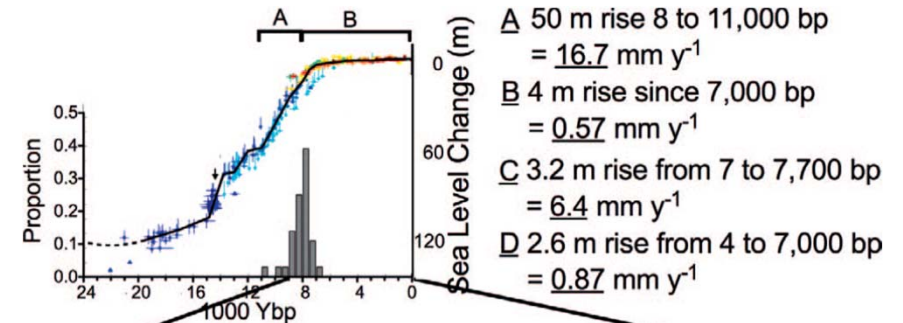 A B
A 50 m rise 8 to 11,000 bp
= 16.7 mm y-1
B 4 m rise since 7,000 bp
= 0.57 mm y-1
C 3.2 m rise from 7 to 7,700 bp
= 6.4 mm y-1
D 2.6 m rise from 4 to 7,000 bp
= 0.87 mm y-1
Proportion
0.5
0.4
0.3
0.2
0.1
0.0
24 20 16 12 8 4 0
1000 Ybp
0
60
120
Sea Level Change (m)